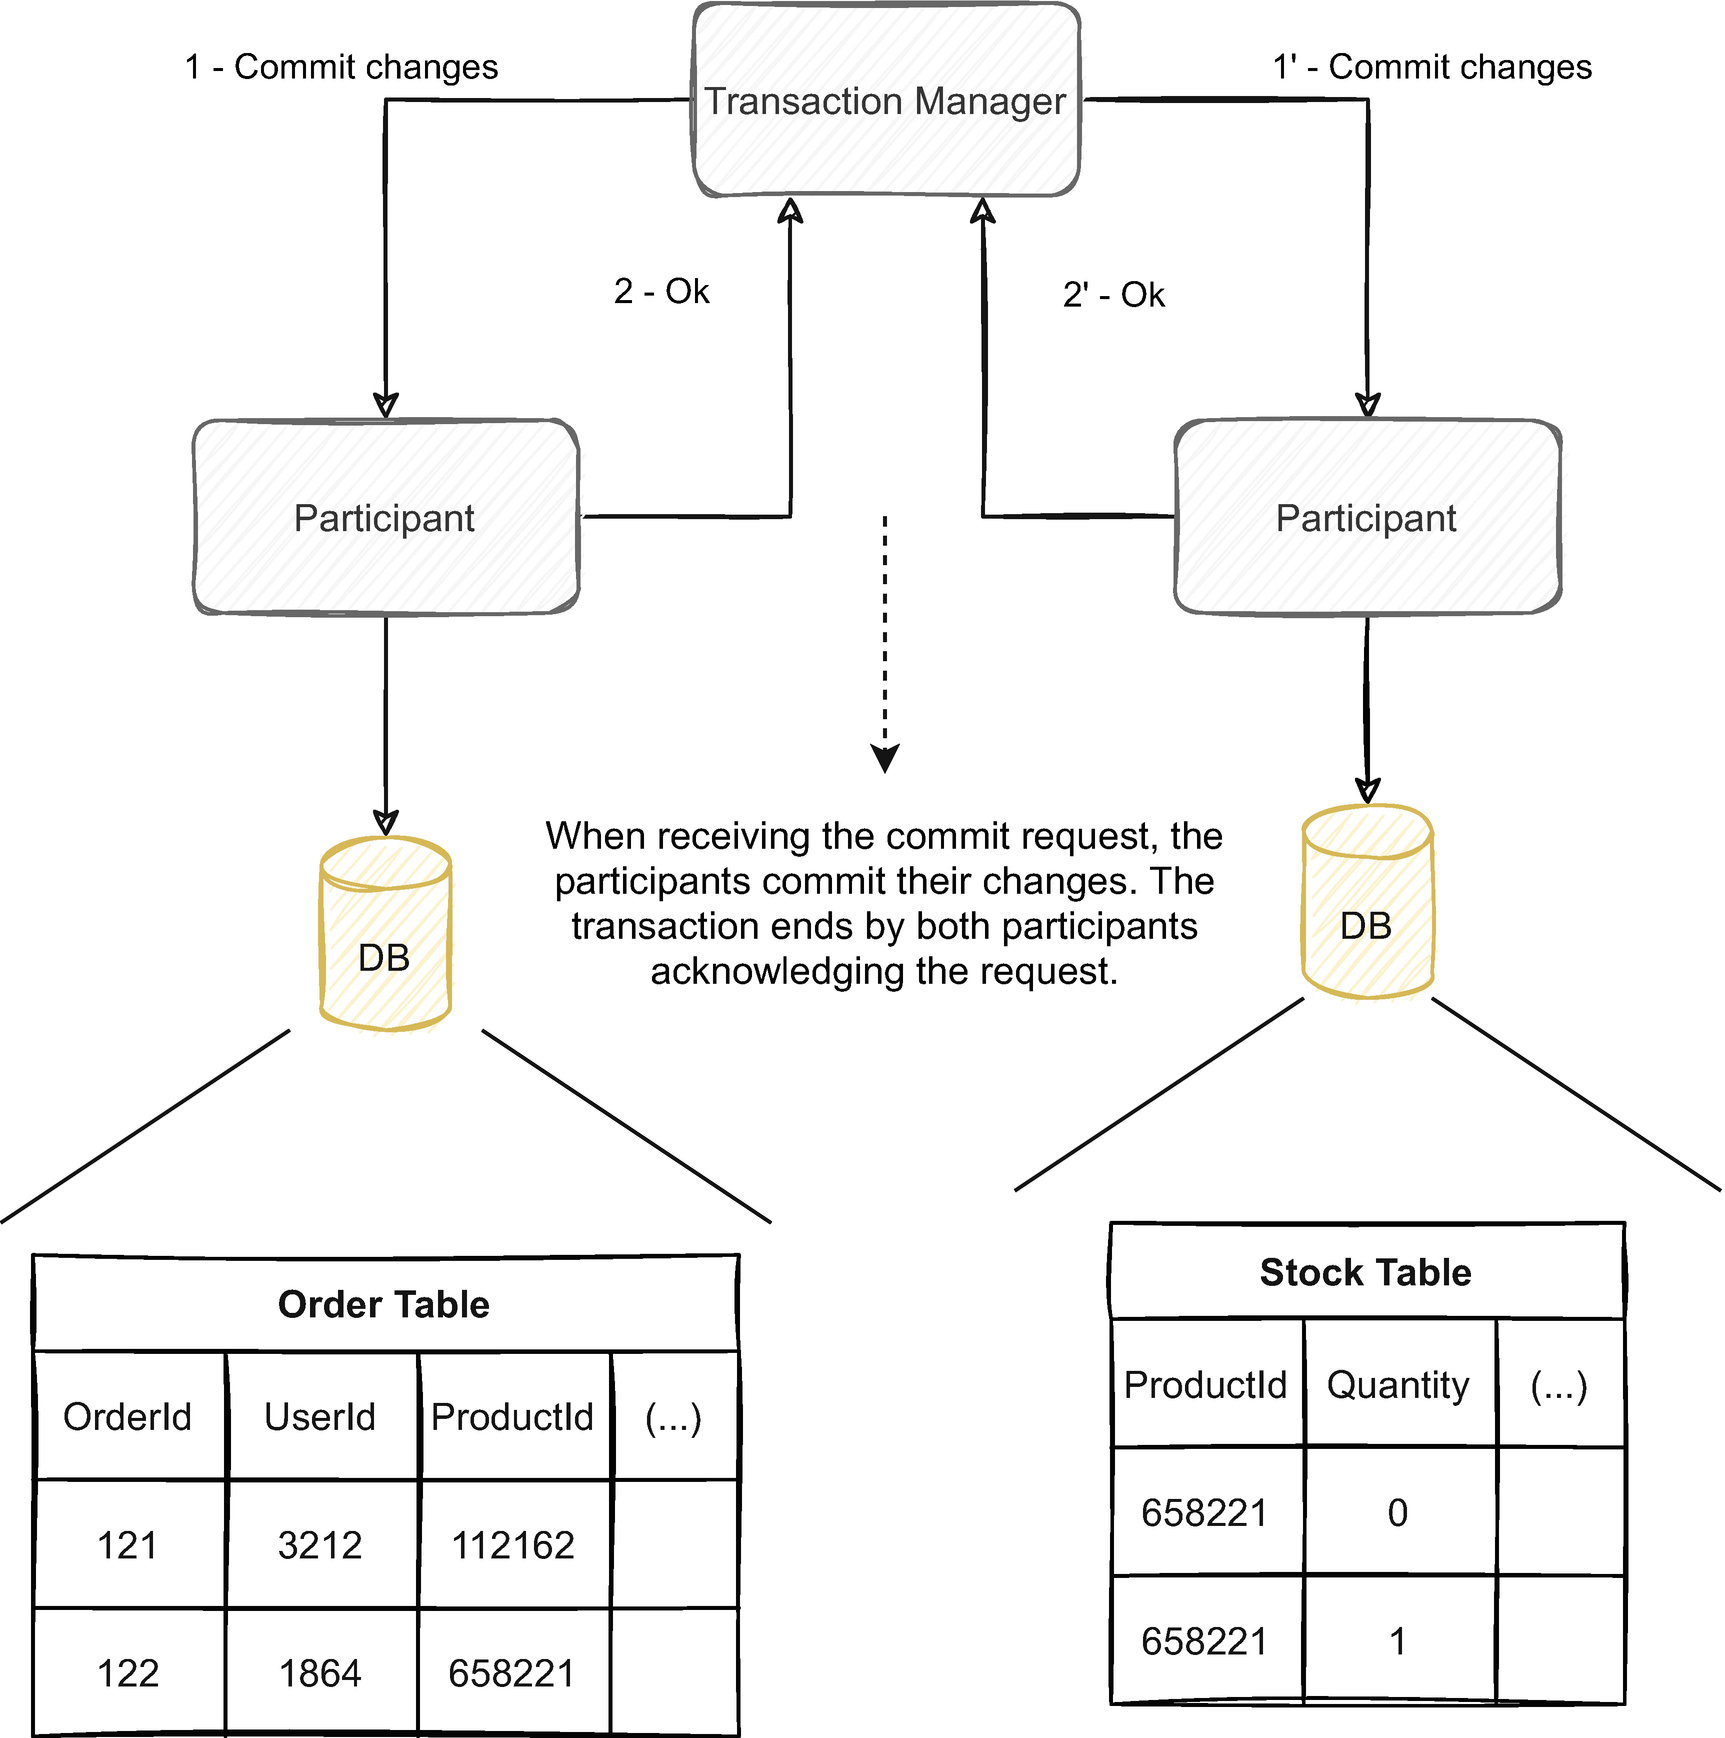 1 - Commit changes
Transaction Manager
1' - Commit changes
2 - Ok
2' - Ok
Participant
Participant
When receiving the commit request, the
participants commit their changes. The
transaction ends by both participants
acknowledging the request.
DB
DB
Order Table
OrderId UserId ProductId (...)
121 3212 112162
122 1864 658221
Stock Table
ProductId Quantity (...)
658221 0
658221 1